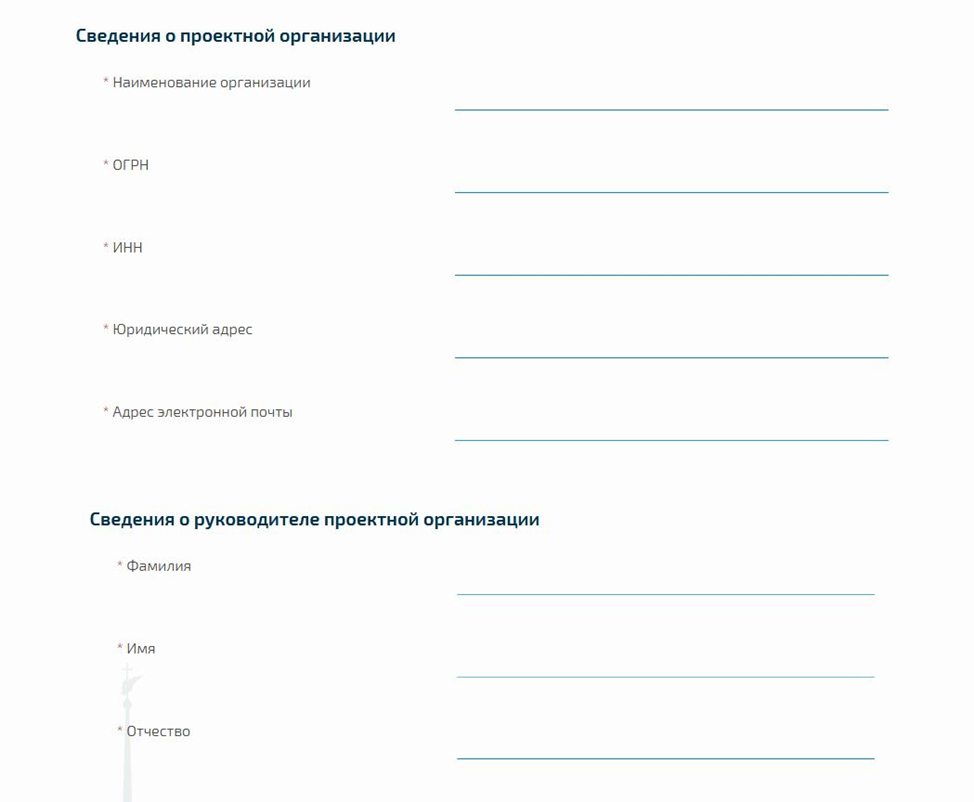 Сведения о проектной организации
* Наименование организации
* ОГРН
* ИНН
* Юридический адрес
* Адрес электронной почты
Сведения о руководителе проектной организации
* Фамилия
* Имя
* Отчество